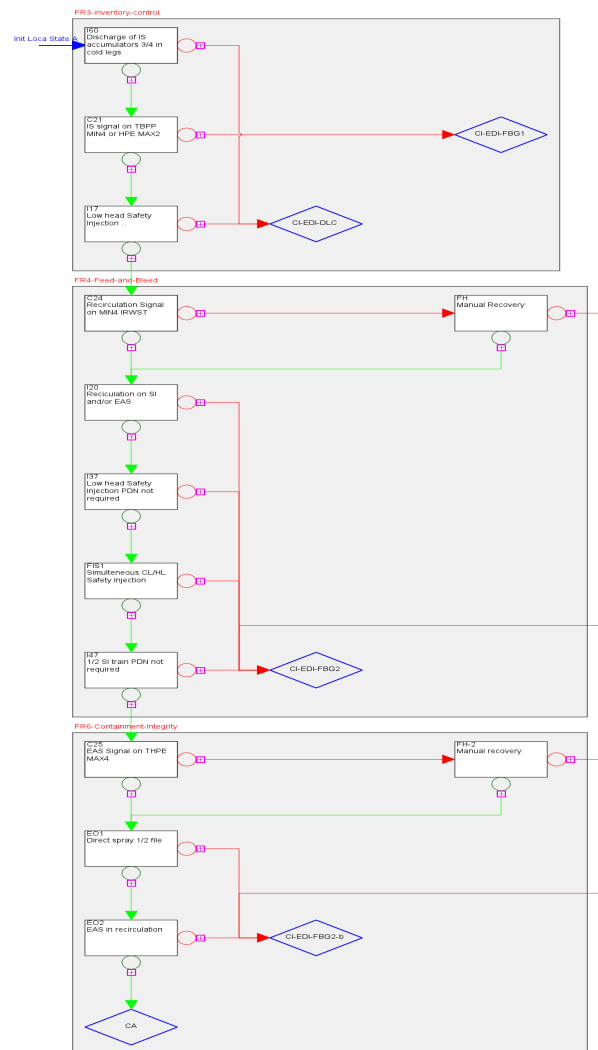 FR3-inventory-control
Init Loca State A
I60
Discharge of IS
accumulators 3/4 in
cold legs
C21
IS signal on TBPP
MIN4 or HPE MAX2
CI-EDI-FBG1
I17
Low head Safety
Injection ..
CI-EDI-DLC
FR4-Feed-and-Bleed
C24
Recirculation Signal
on MIN4 IRWST
FH
Manual Recovery
I20
Reciculation on SI
and/or EAS
I37
Low head Safety
Injection PDN not
required
FIS1
Simulteneous CL/HL
Safety Injection
I47
1/2 SI train PDN not
required
CI-EDI-FBG2
FR6-Containment-Integrity
C25
EAS Signal on THPE
MAX4
FH-2
Manual recovery
EO1
Direct spray 1/2 file
EO2
EAS in recirculation
CI-EDI-FBG2-b
CA